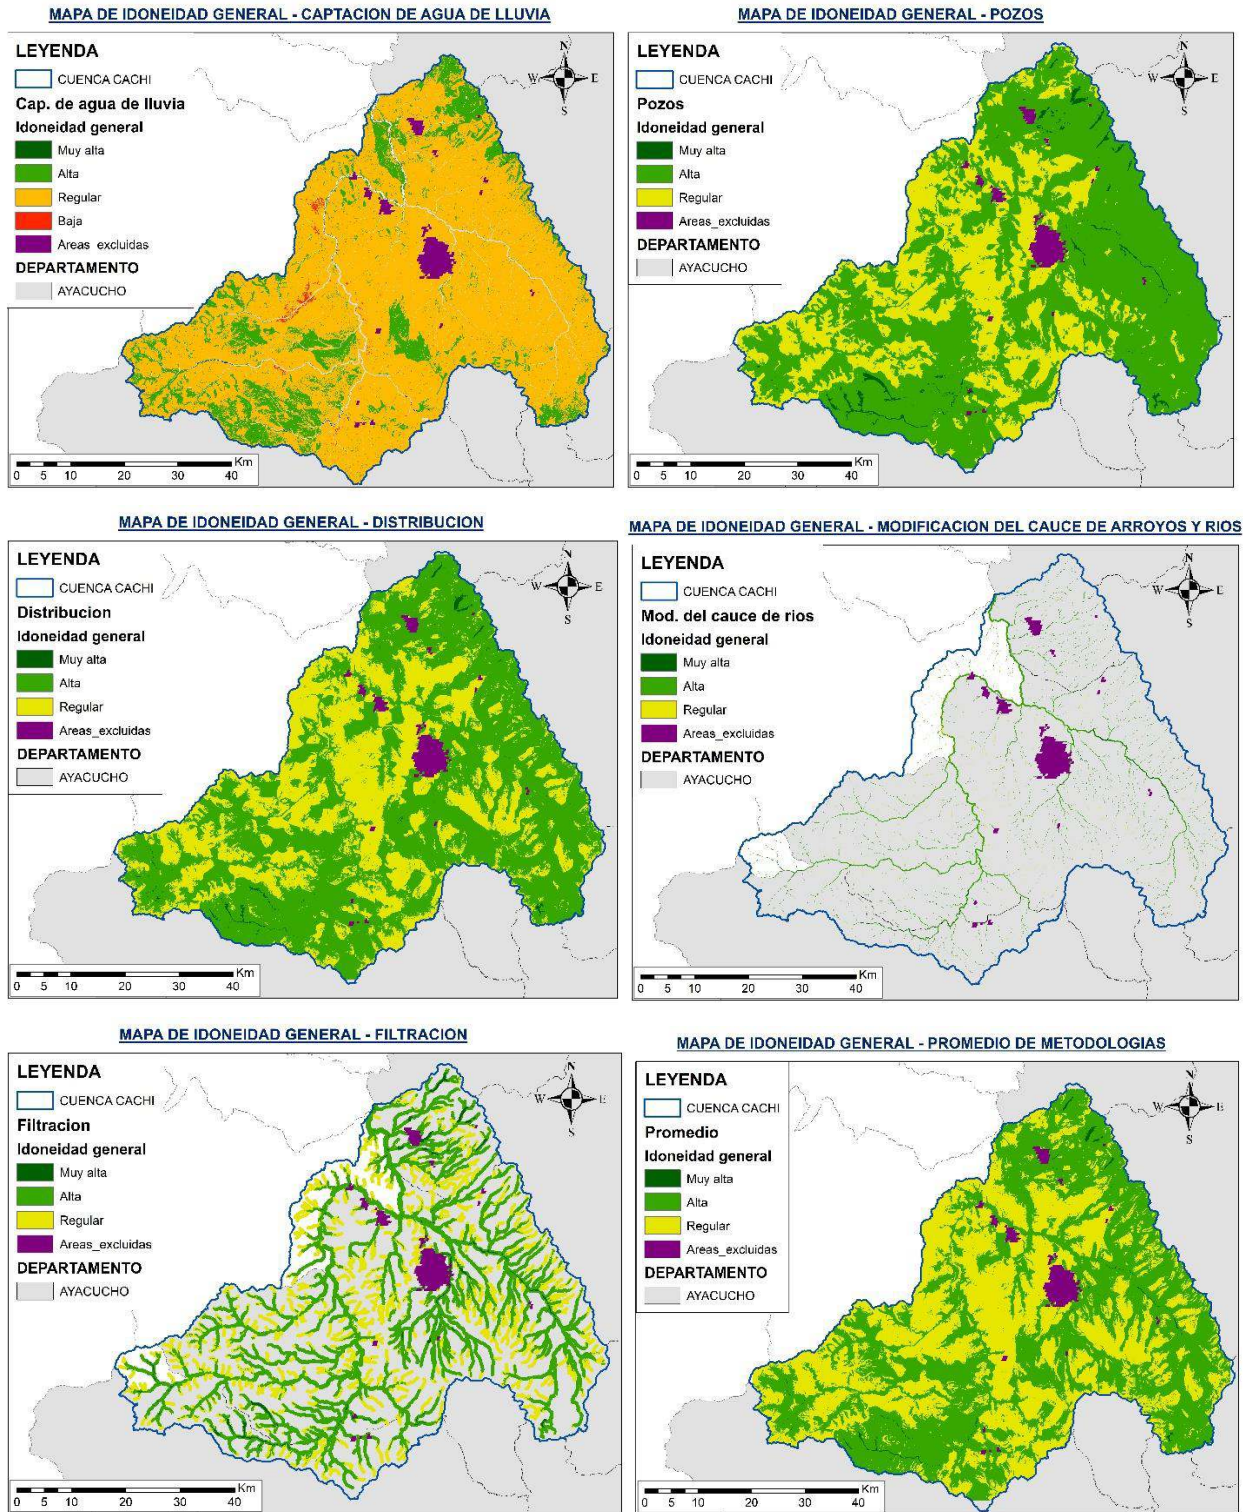 MAPA DE IDONEIDAD GENERAL - CAPTACION DE AGUA DE LLUVIA
LEYENDA
CUENCA CACHI
Cap. de agua de lluvia
Idoneidad general
Muy alta
Alta
Regular
Baja
Areas_excluidas
DEPARTAMENTO
AYACUCHO
N
W
E
S
Km
0 5 10 20 30 40
MAPA DE IDONEIDAD GENERAL - POZOS
LEYENDA
CUENCA CACHI
Pozos
Idoneidad general
Muy alta
Alta
Regular
Areas_excluidas
DEPARTAMENTO
AYACUCHO
N
W
E
S
Km
0 5 10 20 30 40
MAPA DE IDONEIDAD GENERAL - DISTRIBUCION
LEYENDA
CUENCA CACHI
Distribucion
Idoneidad general
Muy alta
Alta
Regular
Areas_excluidas
DEPARTAMENTO
AYACUCHO
N
W
E
S
Km
0 5 10 20 30 40
MAPA DE IDONEIDAD GENERAL - MODIFICACION DEL CAUCE DE ARROYOS Y RIOS
LEYENDA
CUENCA CACHI
Mod. del cauce de rios
Idoneidad general
Muy alta
Alta
Regular
Areas_excluidas
DEPARTAMENTO
AYACUCHO
N
W
E
S
Km
0 5 10 20 30 40
MAPA DE IDONEIDAD GENERAL - FILTRACION
LEYENDA
CUENCA CACHI
Filtracion
Idoneidad general
Muy alta
Alta
Regular
Areas_excluidas
DEPARTAMENTO
AYACUCHO
N
W
E
S
Km
0 5 10 20 30 40
MAPA DE IDONEIDAD GENERAL - PROMEDIO DE METODOLOGIAS
LEYENDA
CUENCA CACHI
Promedio
Idoneidad general
Muy alta
Alta
Regular
Areas_excluidas
DEPARTAMENTO
AYACUCHO
N
W
E
S
Km
0 5 10 20 30 40